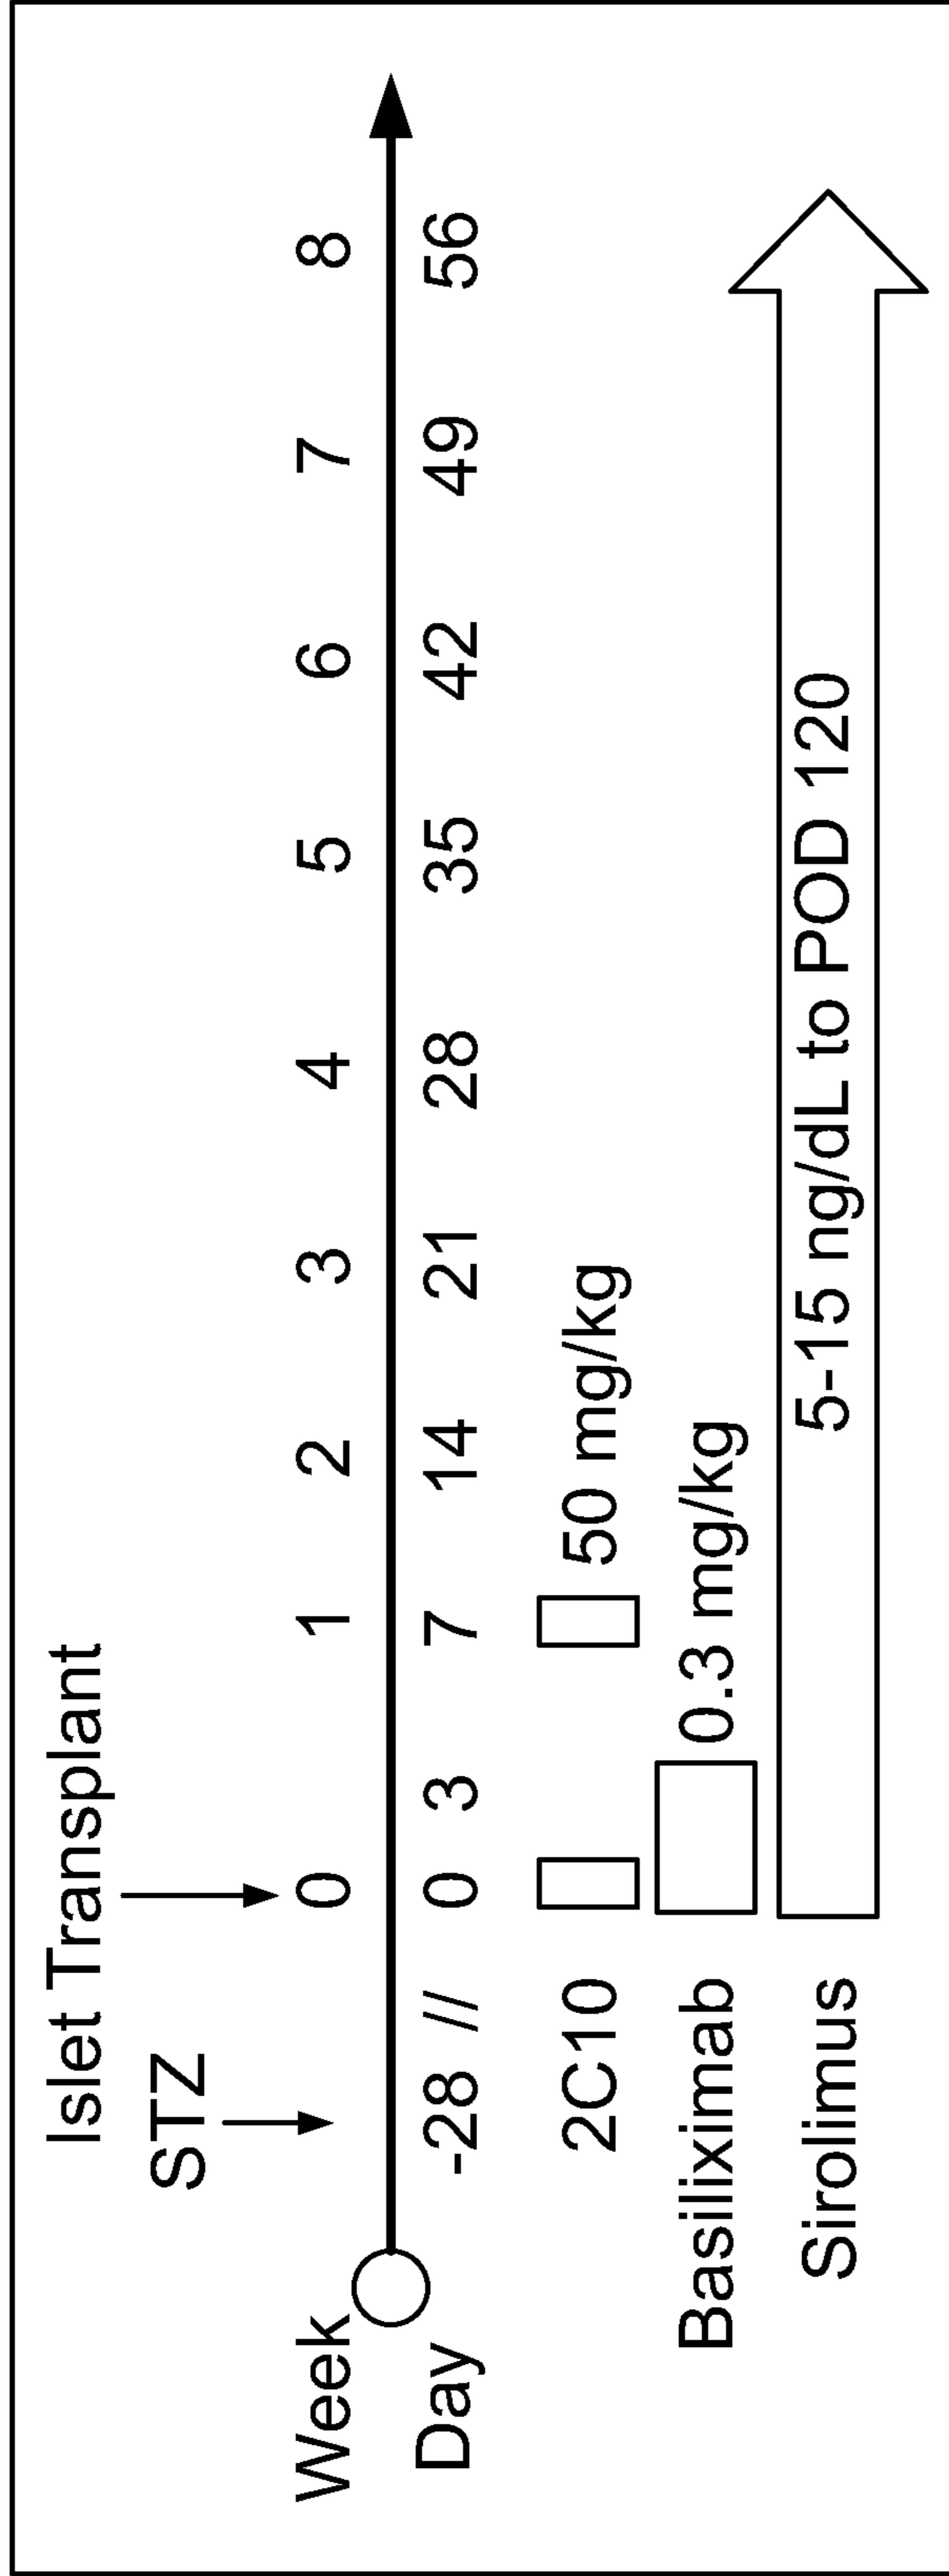 Islet Transplant
STZ
Week 0 1 2 3 4 5 6 7 8
Day -28 // 0 3 7 14 21 28 35 42 49 56
2C10 50 mg/kg
Basiliximab 0.3 mg/kg
Sirolimus 5-15 ng/dL to POD 120